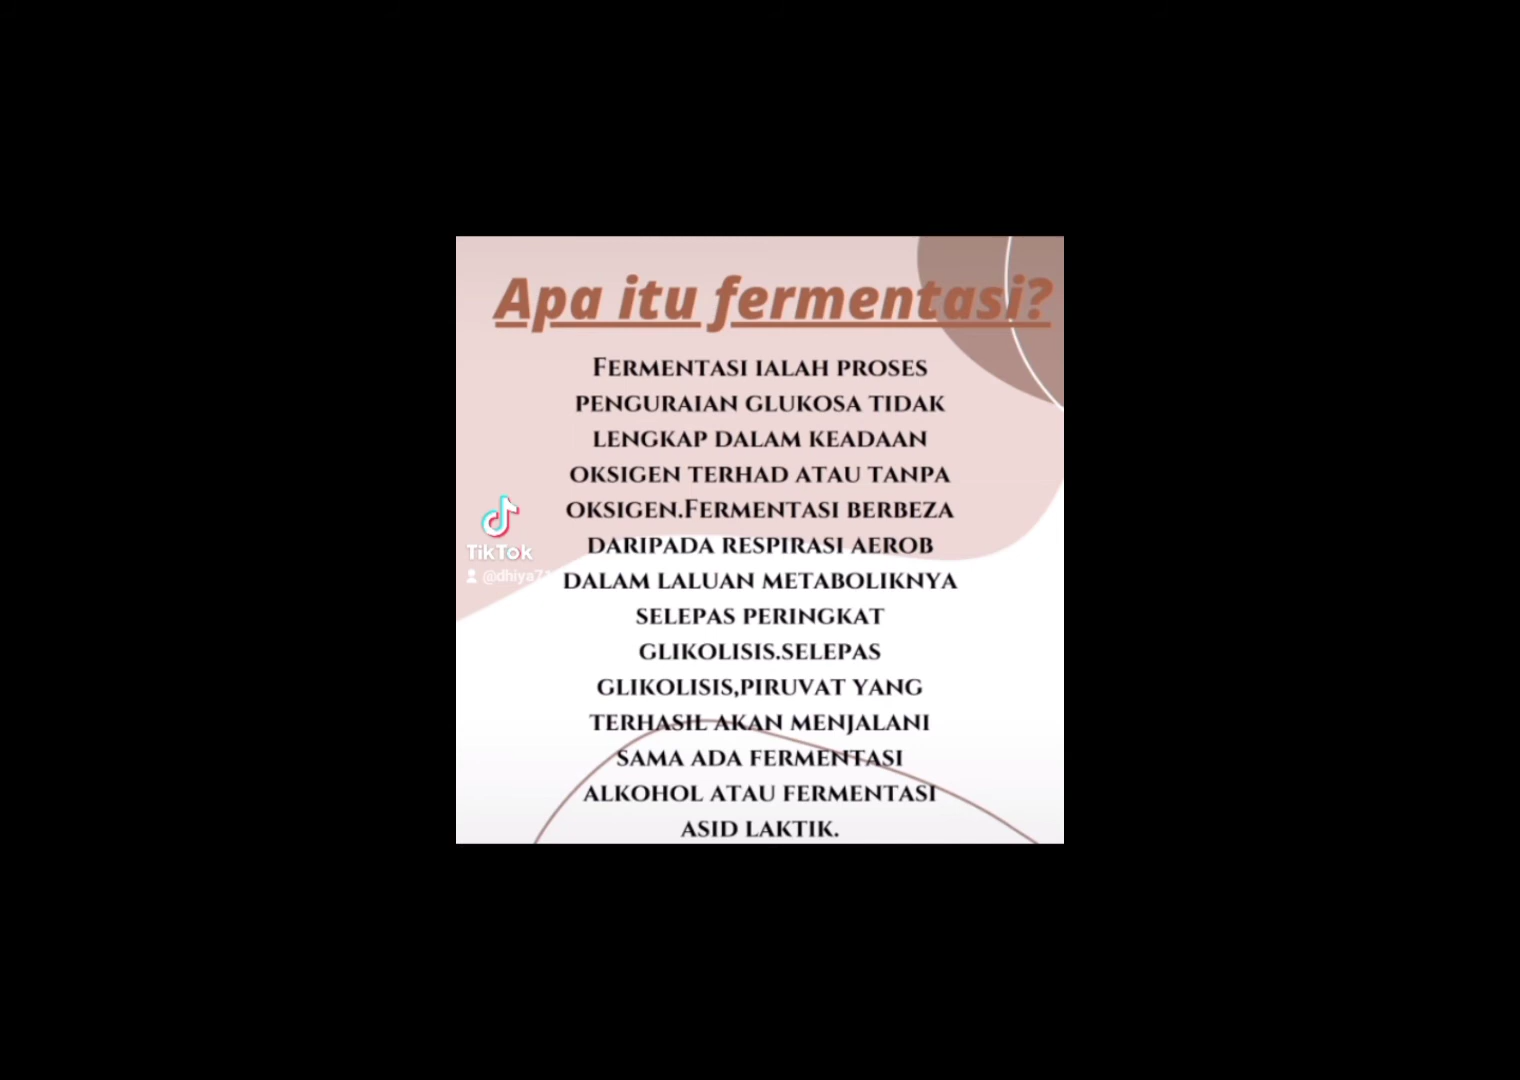 Apa itu fermentasi?
Fermentasi ialah proses
penguraian glukosa tidak
lengkap dalam keadaan
oksigen terhad atau tanpa
oksigen.Fermentasi berbeza
daripada respirasi aerob
dalam laluan metaboliknya
selepas peringkat
glikolisis.selepas
glikolisis,piruvat yang
terhasil akan menjalani
sama ada fermentasi
alkohol atau fermentasi
asid laktik.
TikTok